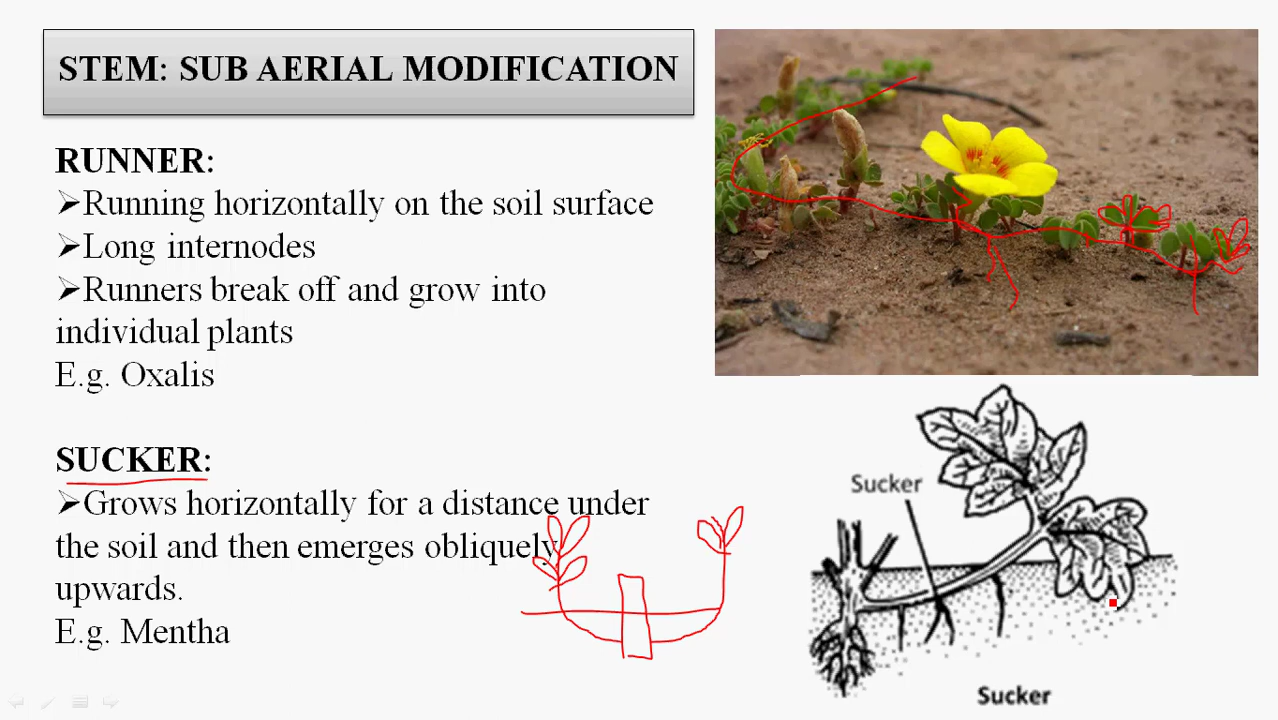 STEM: SUB AERIAL MODIFICATION
RUNNER:
➢Running horizontally on the soil surface
➢Long internodes
➢Runners break off and grow into
individual plants
E.g. Oxalis
SUCKER:
➢Grows horizontally for a distance under
the soil and then emerges obliquely
upwards.
E.g. Mentha
Sucker
Sucker